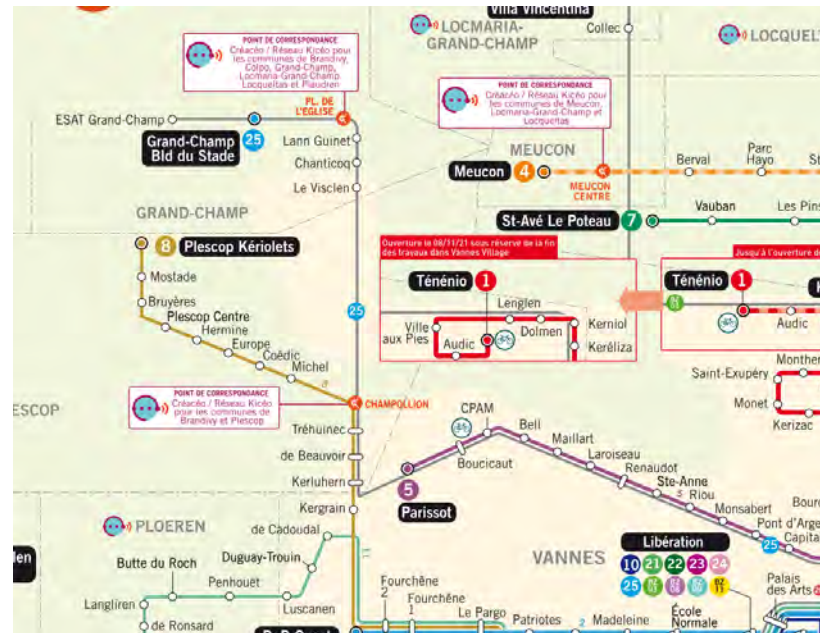 Villa Vincentina
Collec
LOCMARIA-
GRAND-CHAMP
LOCQUEL
POINT DE CORRESPONDANCE
Créacéo / Réseau Kicéo pour
les communes de Brandivy,
Colpo, Grand-Champ,
Locmaria-Grand-Champ
Locqueltas et Plaudren
PL. DE
L'EGLISE
ESAT Grand-Champ
Grand-Champ
Bld du Stade
25
Lann Guinet
Chanticoq
Le Visclen
POINT DE CORRESPONDANCE
Créacéo / Réseau Kicéo pour
les communes de Meucon,
Locmaria-Grand-Champ et
Locqueltas
MEUCON
Meucon
4
MEUCON
CENTRE
Berval
Parc
Hayo
St
St-Avé Le Poteau
7
Vauban
Les Pins
GRAND-CHAMP
8
Plescop Kériolets
Mostade
Bruyères
Plescop Centre
Hermine
Europe
Coëdic
Michel
8
25
Ouverture le 08/11/21 sous réserve de la fin
des travaux dans Vannes Village
Ténénio
1
Lenglen
Ville
aux Pies
Audic
Dolmen
Kerniol
Keréliza
Jusqu'à l'ouverture de
Ténénio
1
K
Audic
Saint-Exupéry
Monet
Kerizac
POINT DE CORRESPONDANCE
Créacéo / Réseau Kicéo
pour les communes de
Brandivy et Plescop
CHAMPOLLION
ESCOP
Tréhuinec
de Beauvoir
Kerluhern
Kergrain
CPAM
Boucicaut
5
Parissot
Bell
Maillart
Laroiseau
Renaudot
Ste-Anne
5
Riou
Monsabert
Pont d'Arge
25
Capita
PLOEREN
de Cadoudal
Duguay-Trouin
Butte du Roch
Penhouët
Luscanen
Langliren
de Ronsard
11
Fourchêne
2
Fourchêne
1
Le Pargo
Patriotes
2
Madeleine
École
Normale
VANNES
Libération
10
21
22
23
24
25
Palais
des Arts